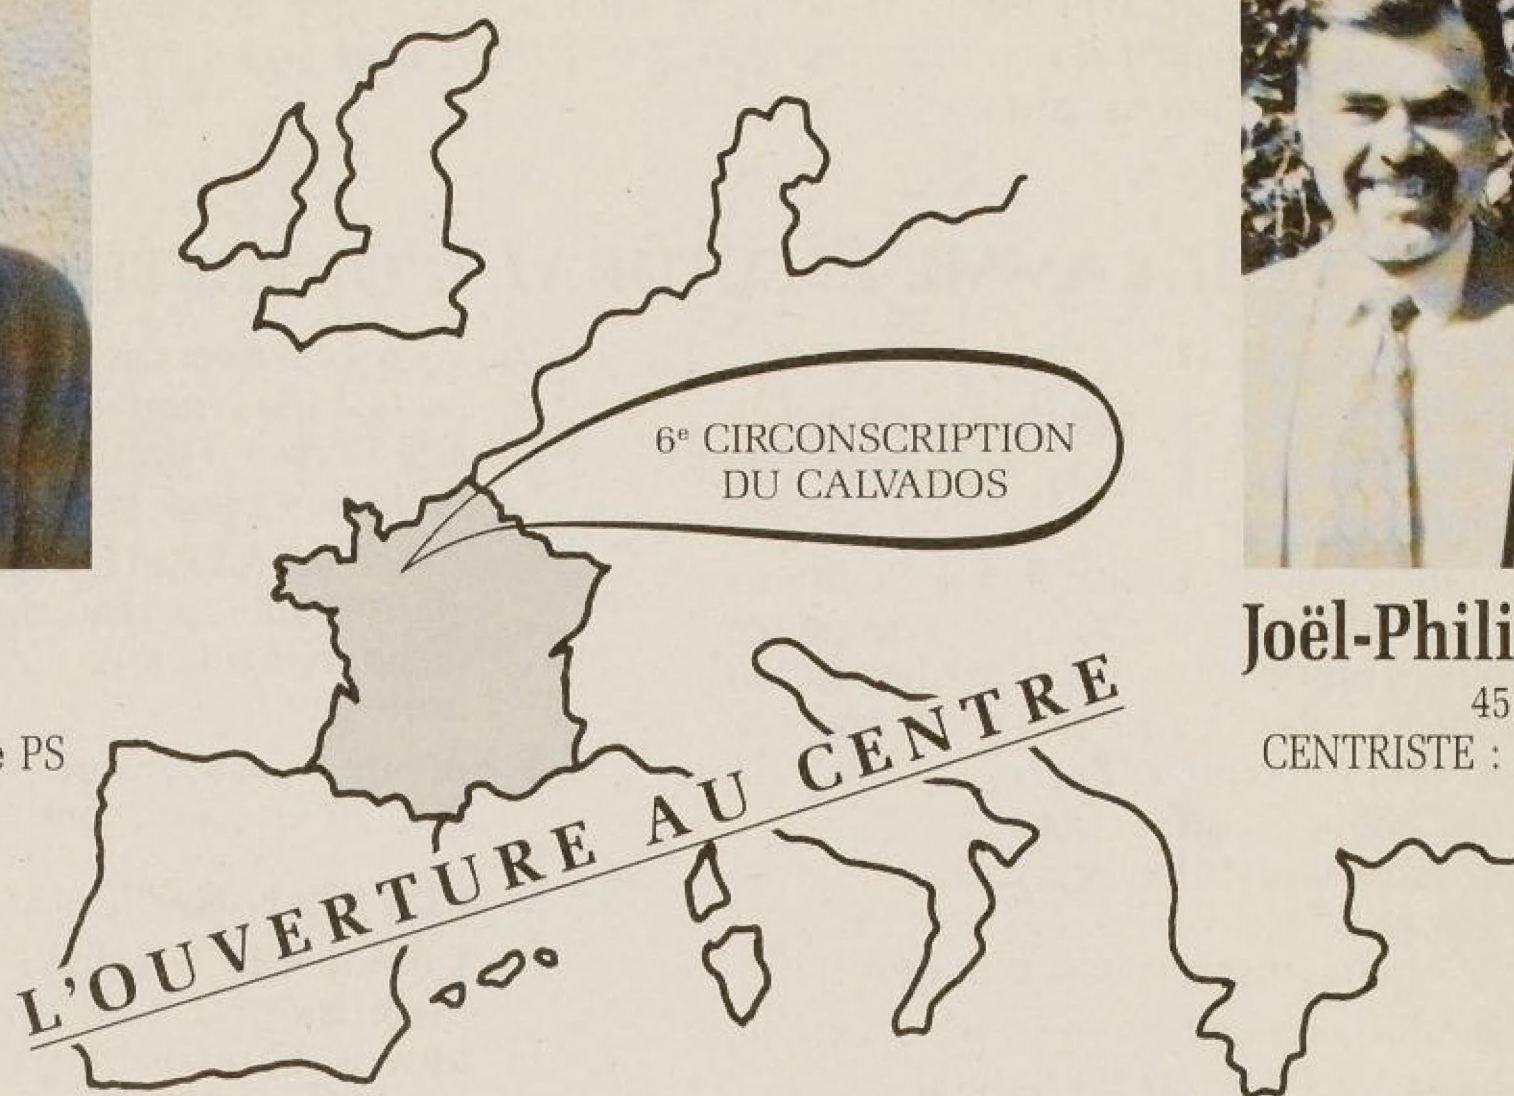 6e CIRCONSCRIPTION
DU CALVADOS
L'OUVERTURE AU CENTRE
PS
Joël-Phili
45
CENTRISTE :